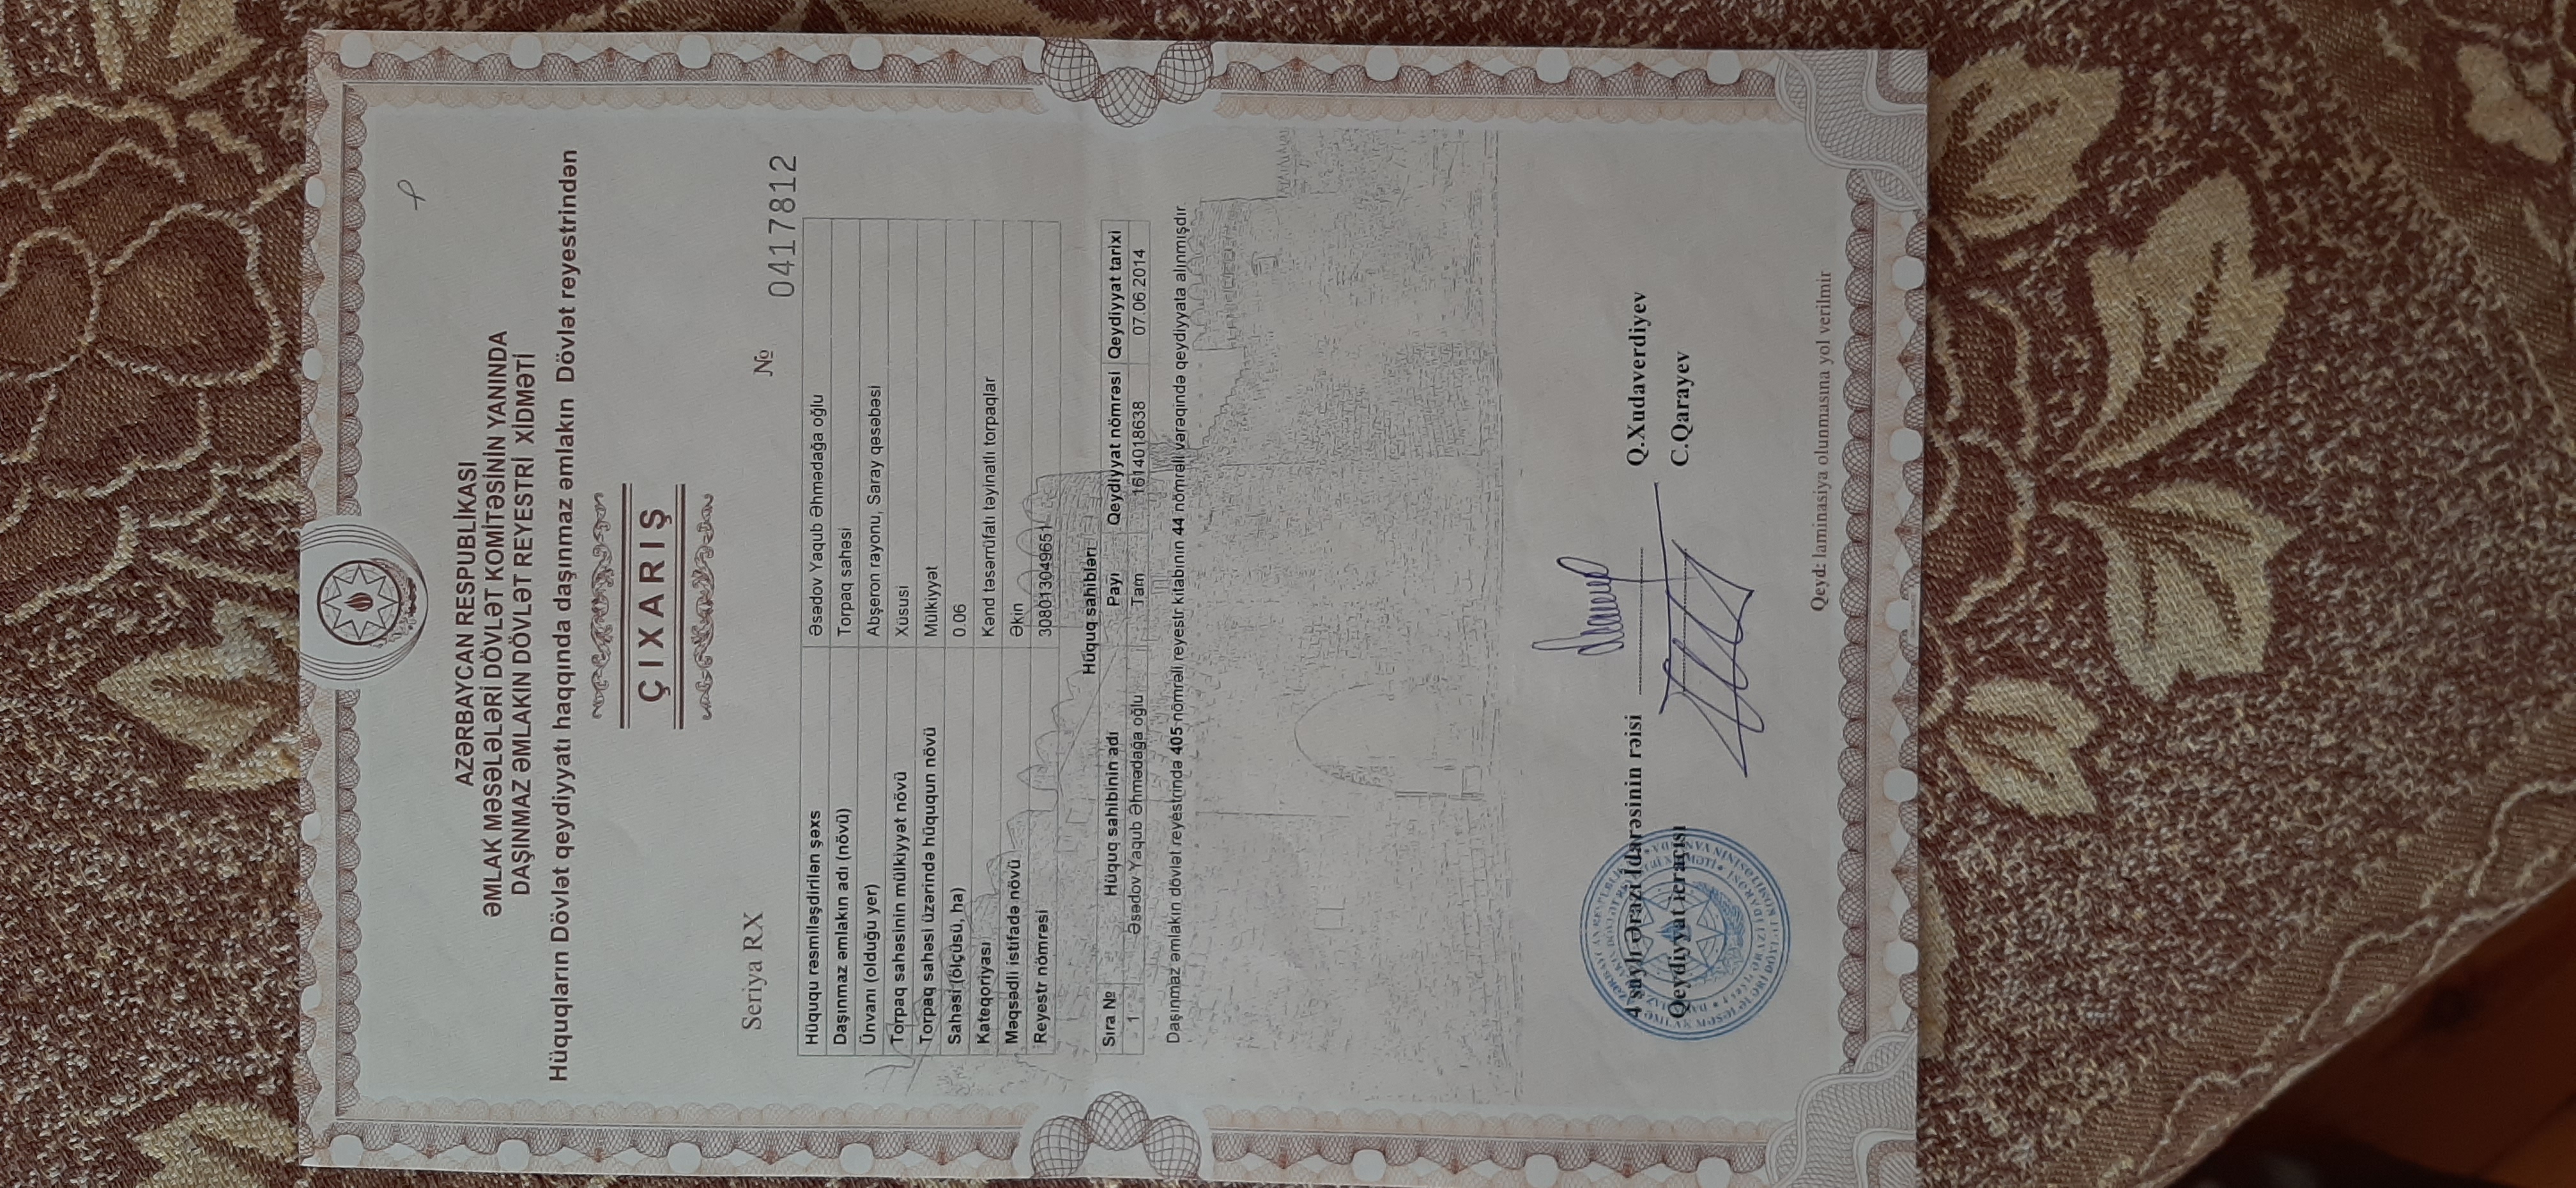 AZƏRBAYCAN RESPUBLİKASI
ƏMLAK MƏSƏLƏLƏRİ DÖVLƏT KOMİTƏSİNİN YANINDA
DAŞINMAZ ƏMLAKIN DÖVLƏT REYESTRİ XİDMƏTİ
Hüquqların Dövlət qeydiyyatı haqqında daşınmaz əmlakın Dövlət reyestrindən
ÇIXARIŞ
Seriya RX № 0417812
Hüququ rəsmiləşdirilən şəxs Əsədov Yaqub Əhmədağa oğlu
Daşınmaz əmlakın adı (növü) Torpaq sahəsi
Ünvanı (olduğu yer) Abşeron rayonu, Saray qəsəbəsi
Torpaq sahəsinin mülkiyyət növü Xüsusi
Torpaq sahəsi üzərində hüququn növü Mülkiyyət
Sahəsi (ölçüsü, ha) 0.06
Kateqoriyası Kənd təsərrüfatı təyinatlı torpaqlar
Məqsədli istifadə növü Əkin
Reyestr nömrəsi 308013049651
Hüquq sahibləri
Sıra № Hüquq sahibinin adı Payı Qeydiyyat nömrəsi Qeydiyyat tarixi
1 Əsədov Yaqub Əhmədağa oğlu Tam 1614018638 07.06.2014
Daşınmaz əmlakın dövlət reyestrində 405 nömrəli reyestr kitabının 44 nömrəli vərəqində qeydiyyata alınmışdır
4 saylı Ərazi İdarəsinin rəisi Q.Xudaverdiyev
Qeydiyyat icraçısı C.Qarayev
Qeyd: laminasiya olunmasına yol verilmir